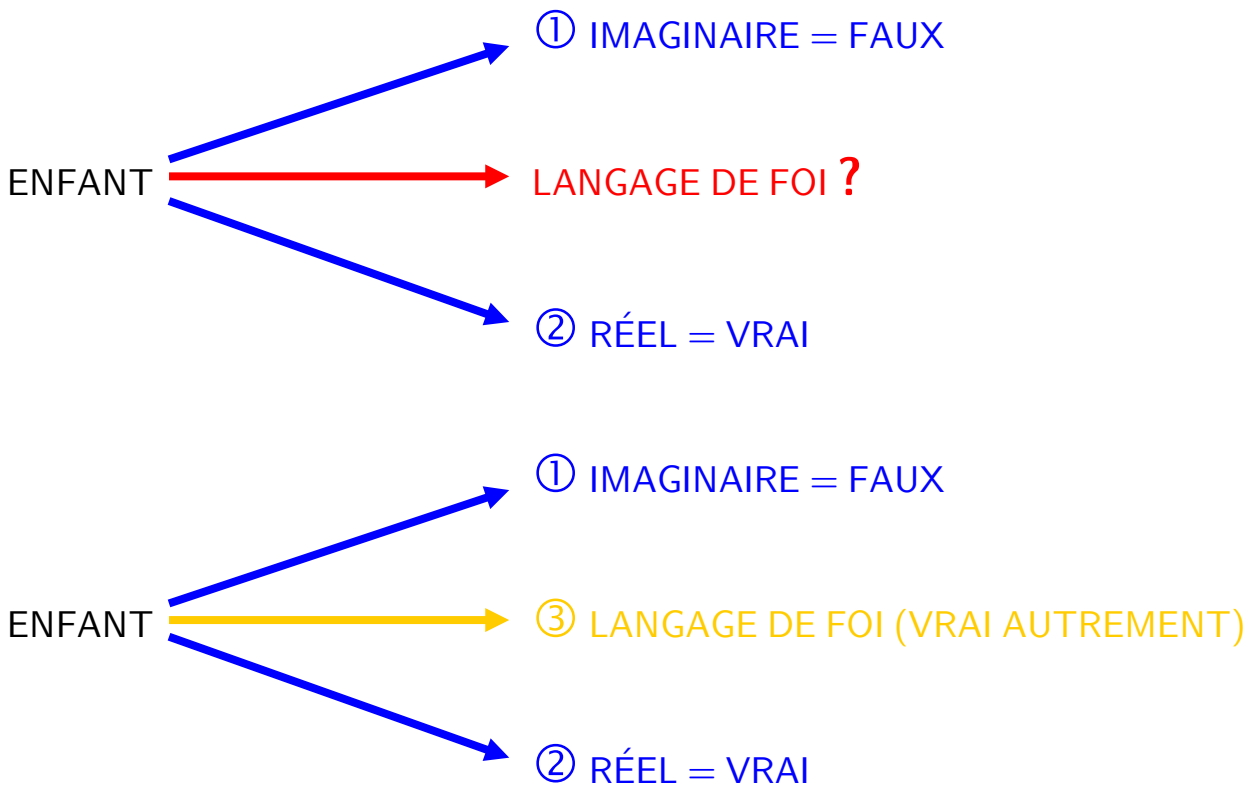 ① IMAGINAIRE = FAUX
ENFANT
LANGAGE DE FOI ?
② RÉEL = VRAI
① IMAGINAIRE = FAUX
ENFANT
③ LANGAGE DE FOI (VRAI AUTREMENT)
② RÉEL = VRAI